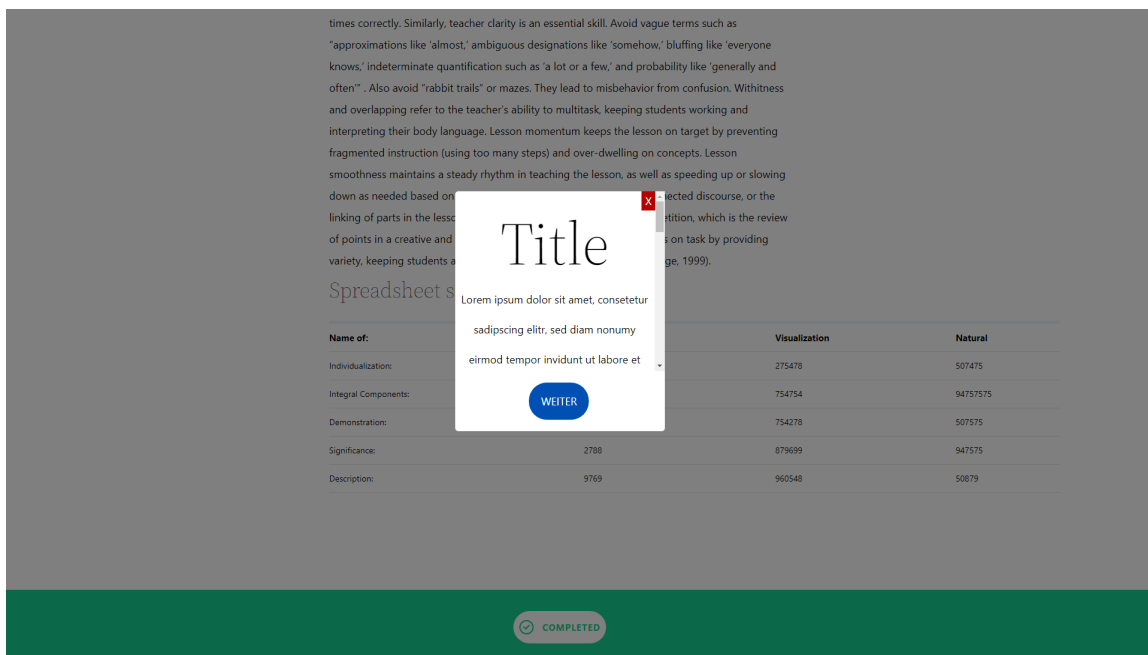 times correctly. Similarly, teacher clarity is an essential skill. Avoid vague terms such as
"approximations like 'almost,' ambiguous designations like 'somehow,' bluffing like 'everyone
knows,' indeterminate quantification such as 'a lot or a few,' and probability like 'generally and
often'" . Also avoid "rabbit trails" or mazes. They lead to misbehavior from confusion. Withitness
and overlapping refer to the teacher's ability to multitask, keeping students working and
interpreting their body language. Lesson momentum keeps the lesson on target by preventing
fragmented instruction (using too many steps) and over-dwelling on concepts. Lesson
smoothness maintains a steady rhythm in teaching the lesson, as well as speeding up or slowing
down as needed based on nected discourse, or the
linking of parts in the etition, which is the review
of points in a creative and on task by providing
variety, keeping students ge, 1999).
Spreadsheet
X
Title
Lorem ipsum dolor sit amet, consetetur
sadipscing elitr, sed diam nonumy
eirmod tempor invidunt ut labore et
WEITER
Name of: Visualization Natural
Individualization: 275478 507475
Integral Components: 754754 94757575
Demonstration: 754278 507575
Significance: 2788 879699 947575
Description: 9769 960548 50879
COMPLETED